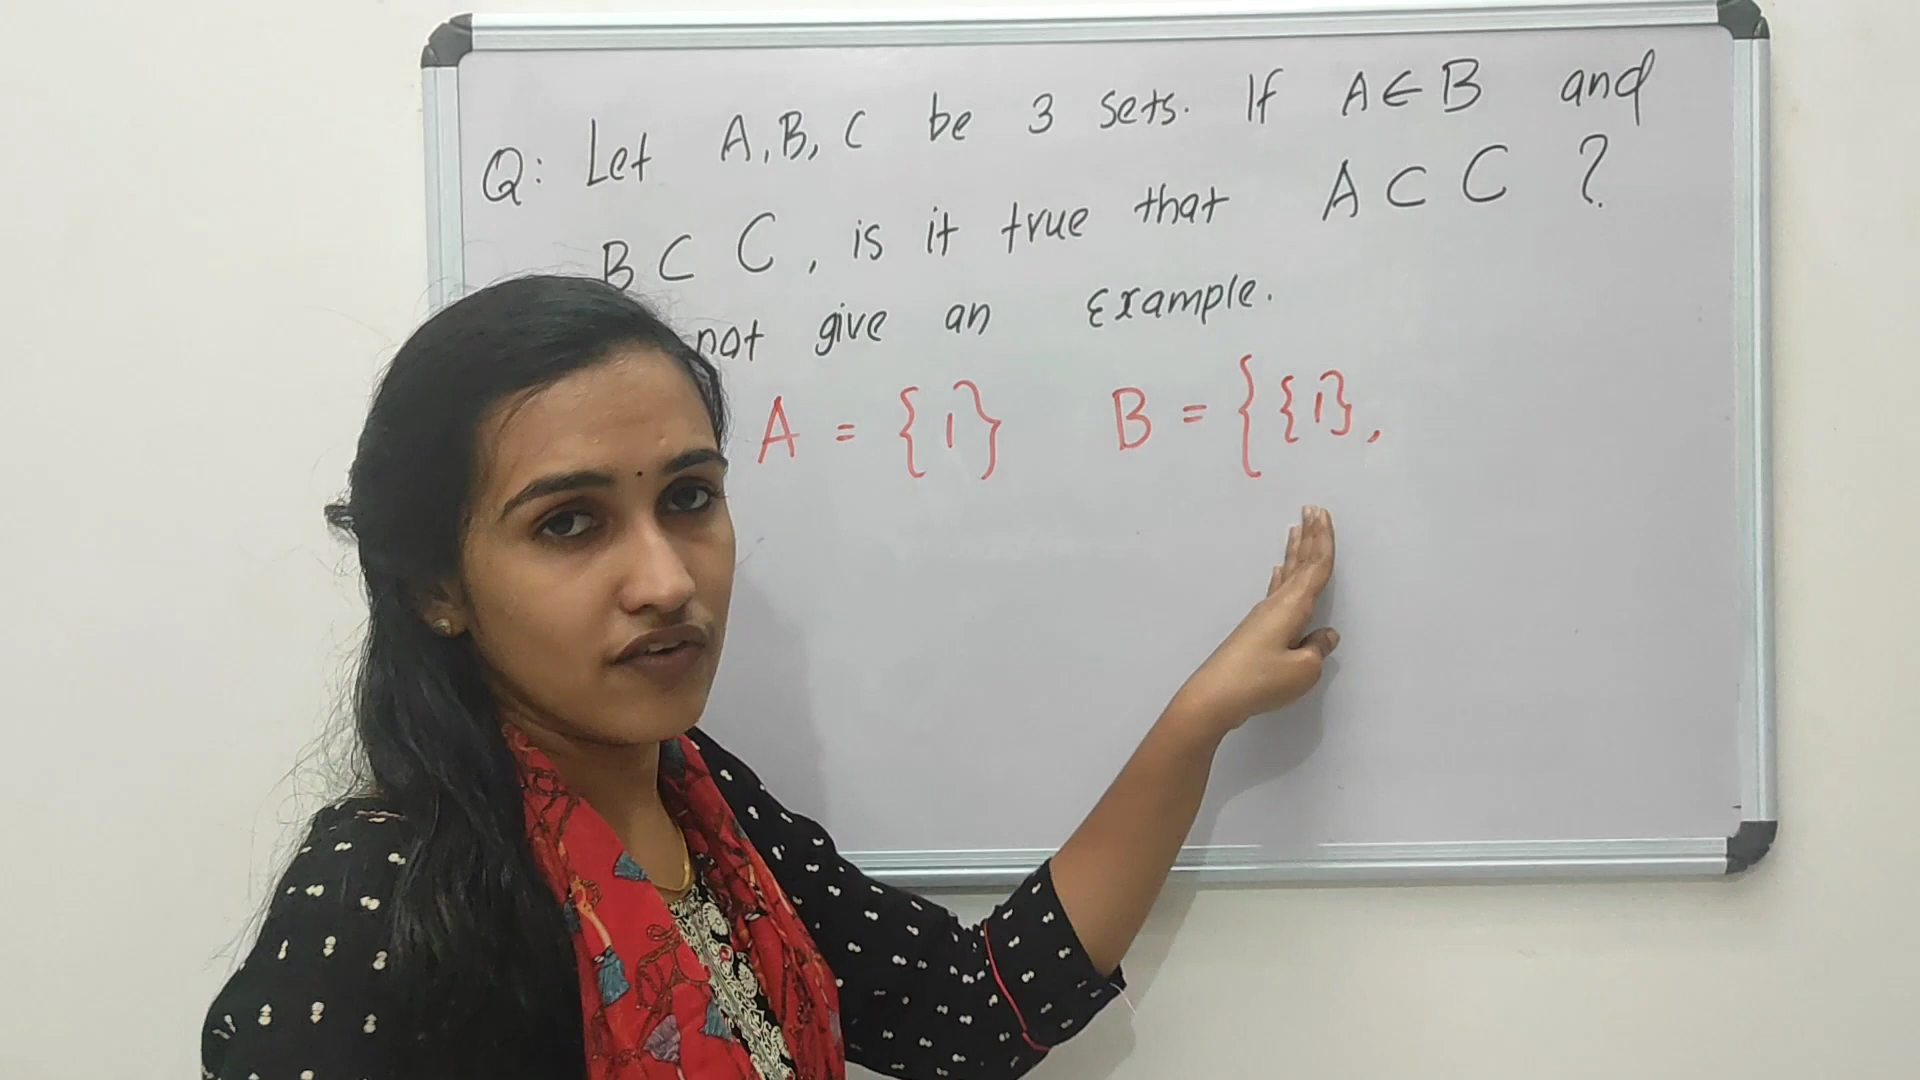 Q: Let A, B, C be 3 sets. If A ∈ B and
B ⊂ C, is it true that A ⊂ C ?
not give an example.
A = {1} B = {{1},